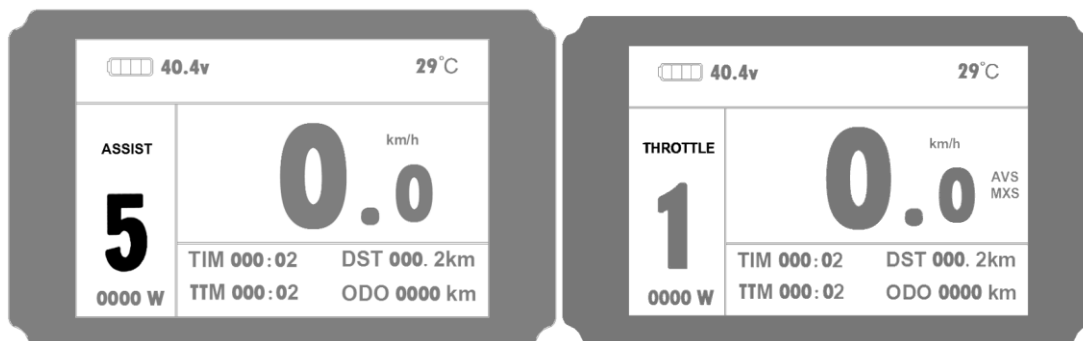 40.4v 29°C
ASSIST
5
0000 W
km/h
0.0
TIM 000:02 DST 000. 2km
TTM 000:02 ODO 0000 km
40.4v 29°C
THROTTLE
1
0000 W
km/h
0.0
AVS
MXS
TIM 000:02 DST 000. 2km
TTM 000:02 ODO 0000 km